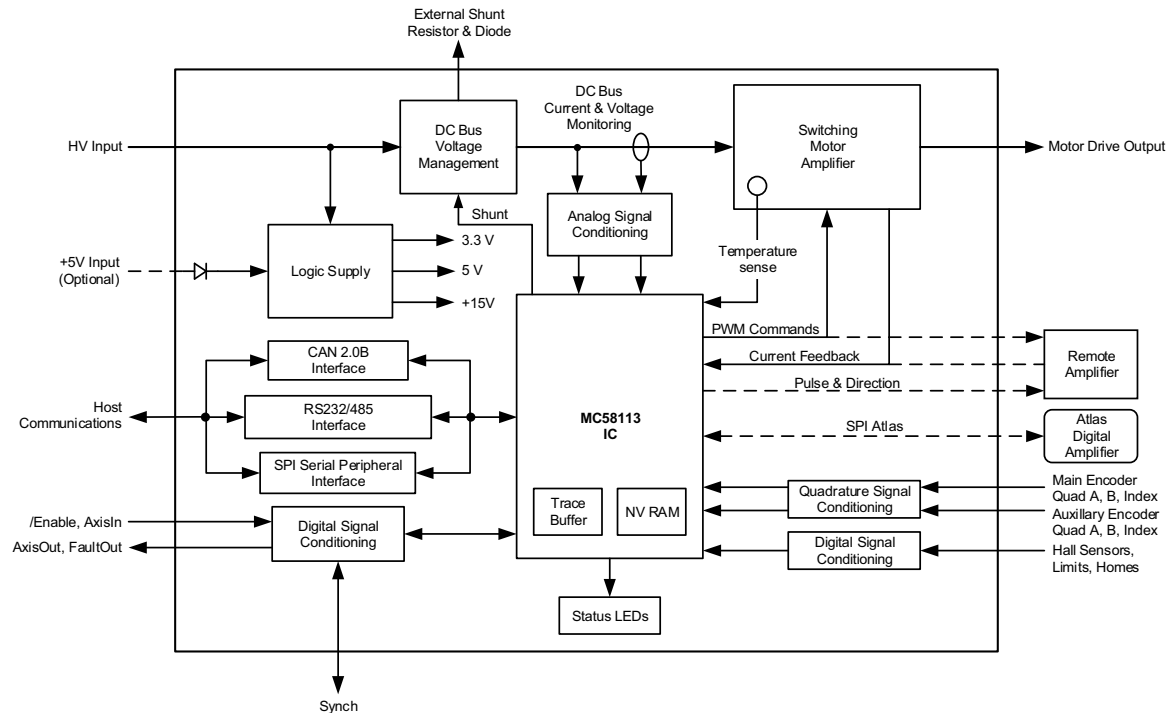 External Shunt
Resistor & Diode
DC Bus
Current & Voltage
Monitoring
HV Input
DC Bus
Voltage
Management
Switching
Motor
Amplifier
Motor Drive Output
Shunt
Analog Signal
Conditioning
Temperature
sense
+5V Input
(Optional)
Logic Supply
3.3 V
5 V
+15V
PWM Commands
Current Feedback
Pulse & Direction
Remote
Amplifier
CAN 2.0B
Interface
Host
Communications
RS232/485
Interface
SPI Serial Peripheral
Interface
MC58113
IC
SPI Atlas
Atlas
Digital
Amplifier
Trace
Buffer
NV RAM
Quadrature Signal
Conditioning
Main Encoder
Quad A, B, Index
Auxillary Encoder
Quad A, B, Index
/Enable, AxisIn
AxisOut, FaultOut
Digital Signal
Conditioning
Digital Signal
Conditioning
Hall Sensors,
Limits, Homes
Status LEDs
Synch